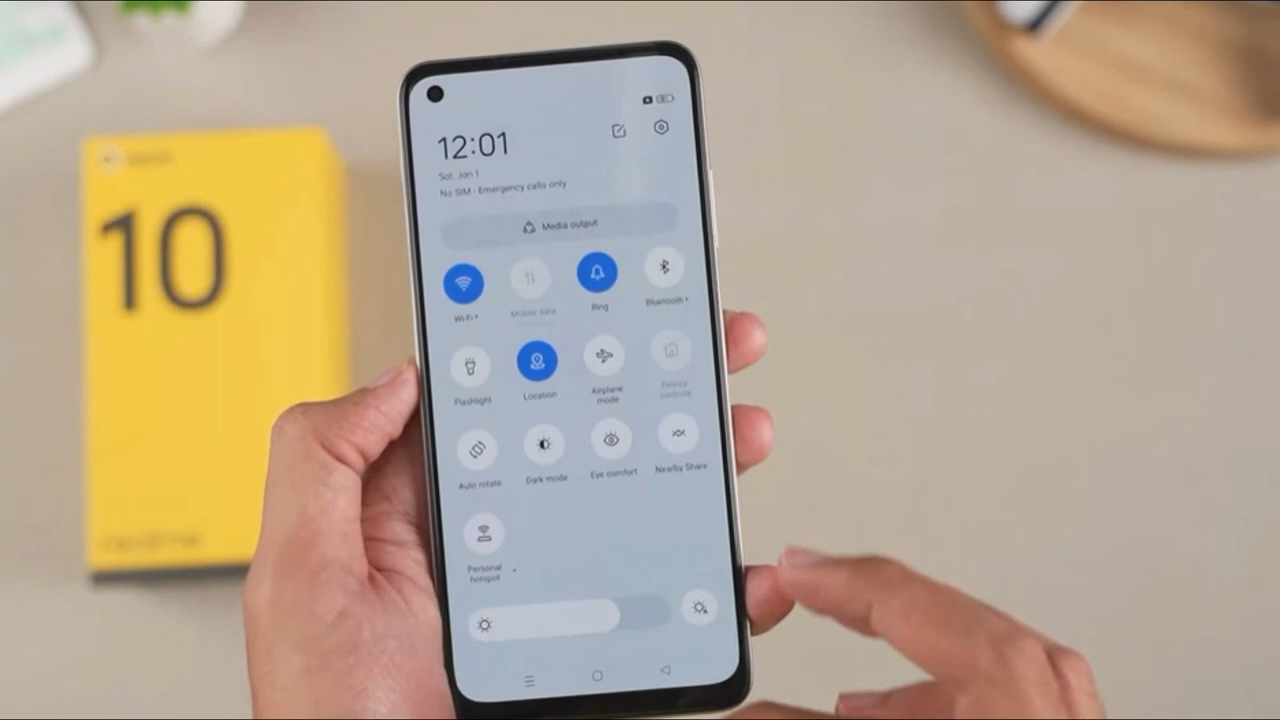 10
12:01
Sat, Jan 1
No SIM - Emergency calls only
Media output
Wi-Fi
Mobile data
Ring
Bluetooth
Flashlight
Location
Airplane
mode
Device
controls
Auto rotate
Dark mode
Eye comfort
Nearby Share
Personal
hotspot